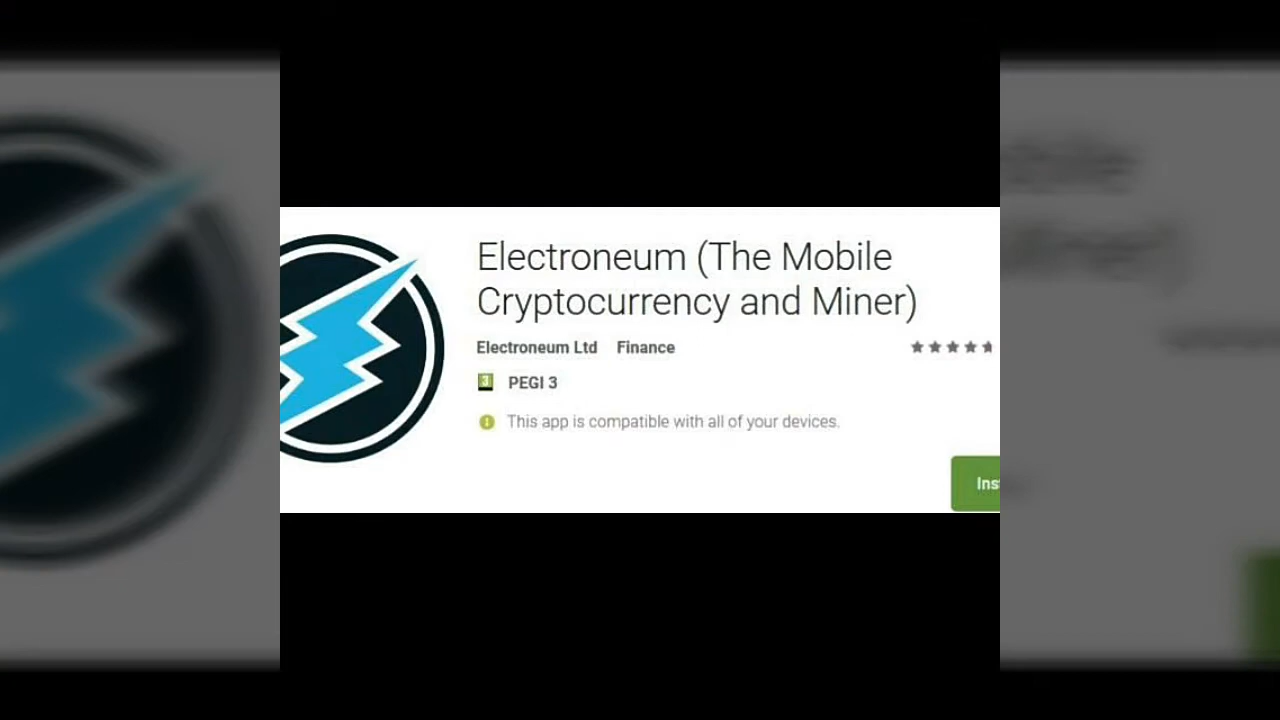 Electroneum (The Mobile
Cryptocurrency and Miner)
Electroneum Ltd Finance
3 PEGI 3
This app is compatible with all of your devices.